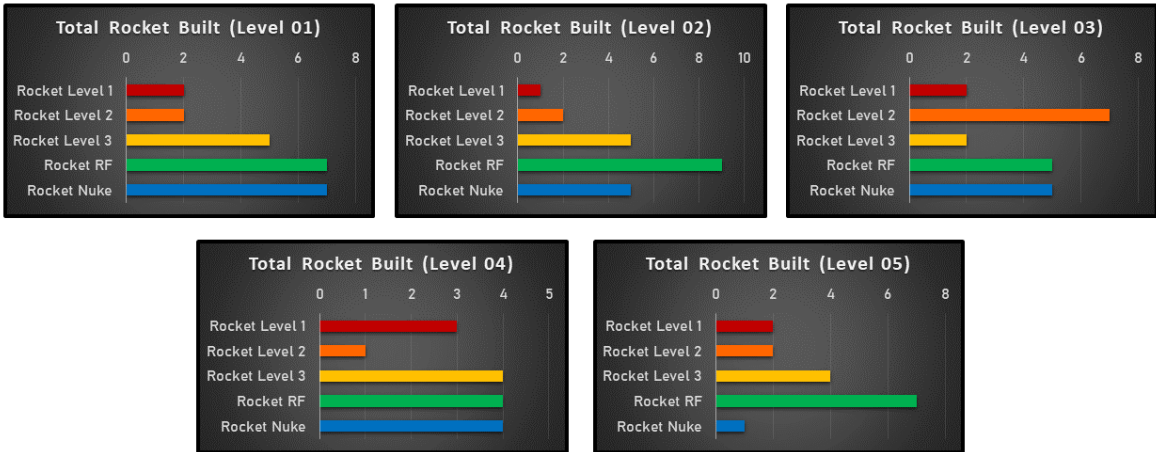 Total Rocket Built (Level 01)
0 2 4 6 8
Rocket Level 1
Rocket Level 2
Rocket Level 3
Rocket RF
Rocket Nuke
Total Rocket Built (Level 02)
0 2 4 6 8 10
Rocket Level 1
Rocket Level 2
Rocket Level 3
Rocket RF
Rocket Nuke
Total Rocket Built (Level 03)
0 2 4 6 8
Rocket Level 1
Rocket Level 2
Rocket Level 3
Rocket RF
Rocket Nuke
Total Rocket Built (Level 04)
0 1 2 3 4 5
Rocket Level 1
Rocket Level 2
Rocket Level 3
Rocket RF
Rocket Nuke
Total Rocket Built (Level 05)
0 2 4 6 8
Rocket Level 1
Rocket Level 2
Rocket Level 3
Rocket RF
Rocket Nuke